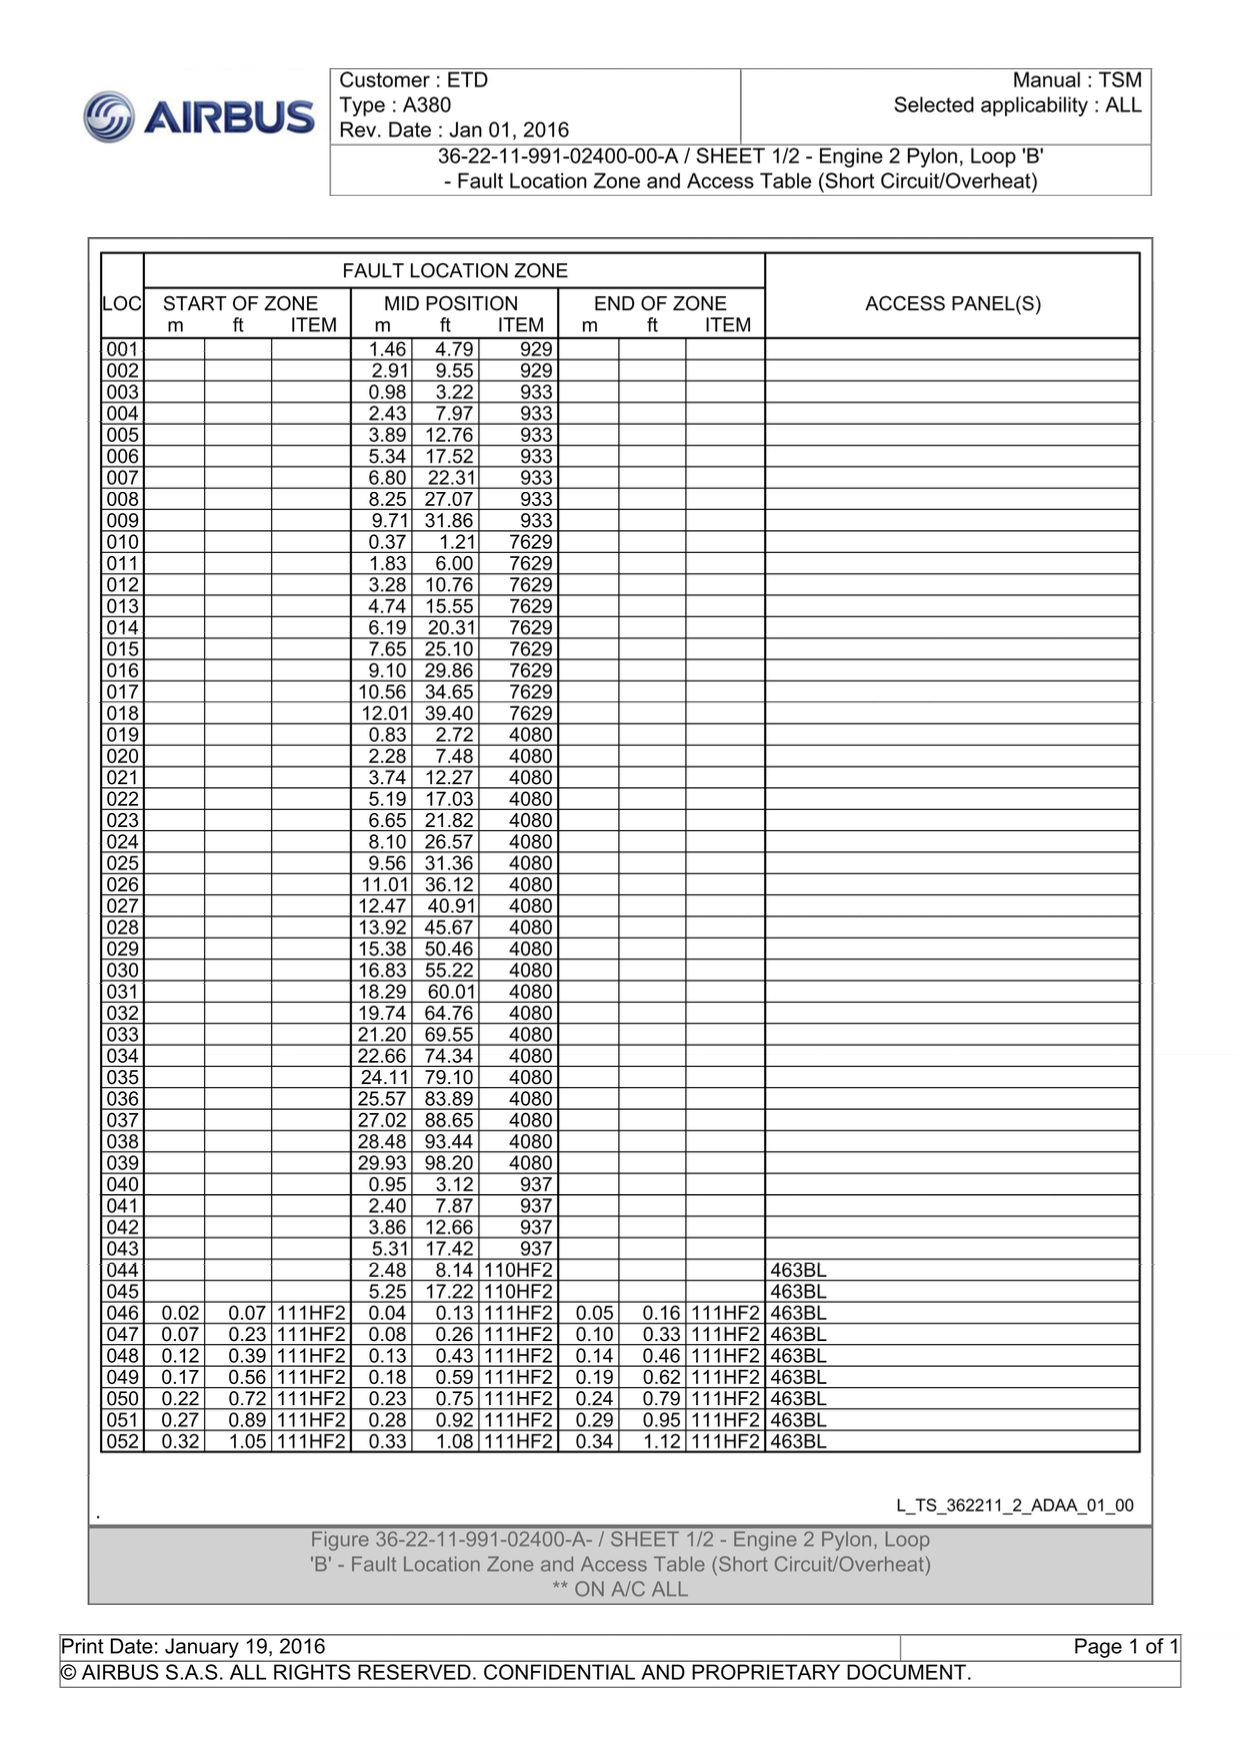 AIRBUS
Customer : ETD
Type : A380
Rev. Date : Jan 01, 2016
Manual : TSM
Selected applicability : ALL
36-22-11-991-02400-00-A / SHEET 1/2 - Engine 2 Pylon, Loop 'B'
- Fault Location Zone and Access Table (Short Circuit/Overheat)
FAULT LOCATION ZONE
LOC START OF ZONE MID POSITION END OF ZONE ACCESS PANEL(S)
m ft ITEM m ft ITEM m ft ITEM
001 1.46 4.79 929
002 2.91 9.55 929
003 0.98 3.22 933
004 2.43 7.97 933
005 3.89 12.76 933
006 5.34 17.52 933
007 6.80 22.31 933
008 8.25 27.07 933
009 9.71 31.86 933
010 0.37 1.21 7629
011 1.83 6.00 7629
012 3.28 10.76 7629
013 4.74 15.55 7629
014 6.19 20.31 7629
015 7.65 25.10 7629
016 9.10 29.86 7629
017 10.56 34.65 7629
018 12.01 39.40 7629
019 0.83 2.72 4080
020 2.28 7.48 4080
021 3.74 12.27 4080
022 5.19 17.03 4080
023 6.65 21.82 4080
024 8.10 26.57 4080
025 9.56 31.36 4080
026 11.01 36.12 4080
027 12.47 40.91 4080
028 13.92 45.67 4080
029 15.38 50.46 4080
030 16.83 55.22 4080
031 18.29 60.01 4080
032 19.74 64.76 4080
033 21.20 69.55 4080
034 22.66 74.34 4080
035 24.11 79.10 4080
036 25.57 83.89 4080
037 27.02 88.65 4080
038 28.48 93.44 4080
039 29.93 98.20 4080
040 0.95 3.12 937
041 2.40 7.87 937
042 3.86 12.66 937
043 5.31 17.42 937
044 2.48 8.14 110HF2 463BL
045 5.25 17.22 110HF2 463BL
046 0.02 0.07 111HF2 0.04 0.13 111HF2 0.05 0.16 111HF2 463BL
047 0.07 0.23 111HF2 0.08 0.26 111HF2 0.10 0.33 111HF2 463BL
048 0.12 0.39 111HF2 0.13 0.43 111HF2 0.14 0.46 111HF2 463BL
049 0.17 0.56 111HF2 0.18 0.59 111HF2 0.19 0.62 111HF2 463BL
050 0.22 0.72 111HF2 0.23 0.75 111HF2 0.24 0.79 111HF2 463BL
051 0.27 0.89 111HF2 0.28 0.92 111HF2 0.29 0.95 111HF2 463BL
052 0.32 1.05 111HF2 0.33 1.08 111HF2 0.34 1.12 111HF2 463BL
L_TS_362211_2_ADAA_01_00
.
Figure 36-22-11-991-02400-A- / SHEET 1/2 - Engine 2 Pylon, Loop
'B' - Fault Location Zone and Access Table (Short Circuit/Overheat)
** ON A/C ALL
Print Date: January 19, 2016 Page 1 of 1
© AIRBUS S.A.S. ALL RIGHTS RESERVED. CONFIDENTIAL AND PROPRIETARY DOCUMENT.